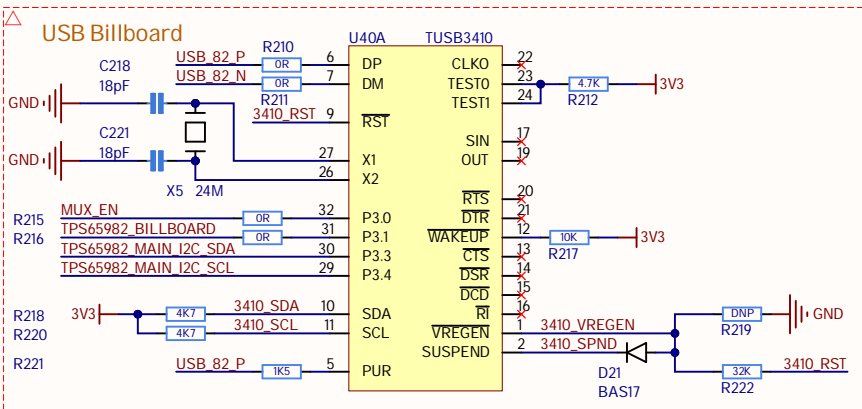 USB Billboard
U40A
TUSB3410
USB_82_P
R210
0R
6
DP
CLKO
22
USB_82_N
0R
7
DM
TEST0
23
4.7K
3V3
R211
TEST1
24
R212
C218
18pF
GND
3410_RST
9
RST
SIN
17
OUT
19
C221
18pF
GND
27
X1
26
X2
X5 24M
RTS
20
DTR
21
R215
MUX_EN
0R
32
P3.0
WAKEUP
12
10K
3V3
R217
R216
TPS65982_BILLBOARD
0R
31
P3.1
CTS
13
TPS65982_MAIN_I2C_SDA
30
P3.3
DSR
14
TPS65982_MAIN_I2C_SCL
29
P3.4
DCD
15
RI
16
R218
3V3
4K7
3410_SDA
10
SDA
R220
4K7
3410_SCL
11
SCL
VREGEN
1
3410_VREGEN
DNP
GND
R219
SUSPEND
2
3410_SPND
D21
BAS17
R221
USB_82_P
1K5
5
PUR
32K
3410_RST
R222